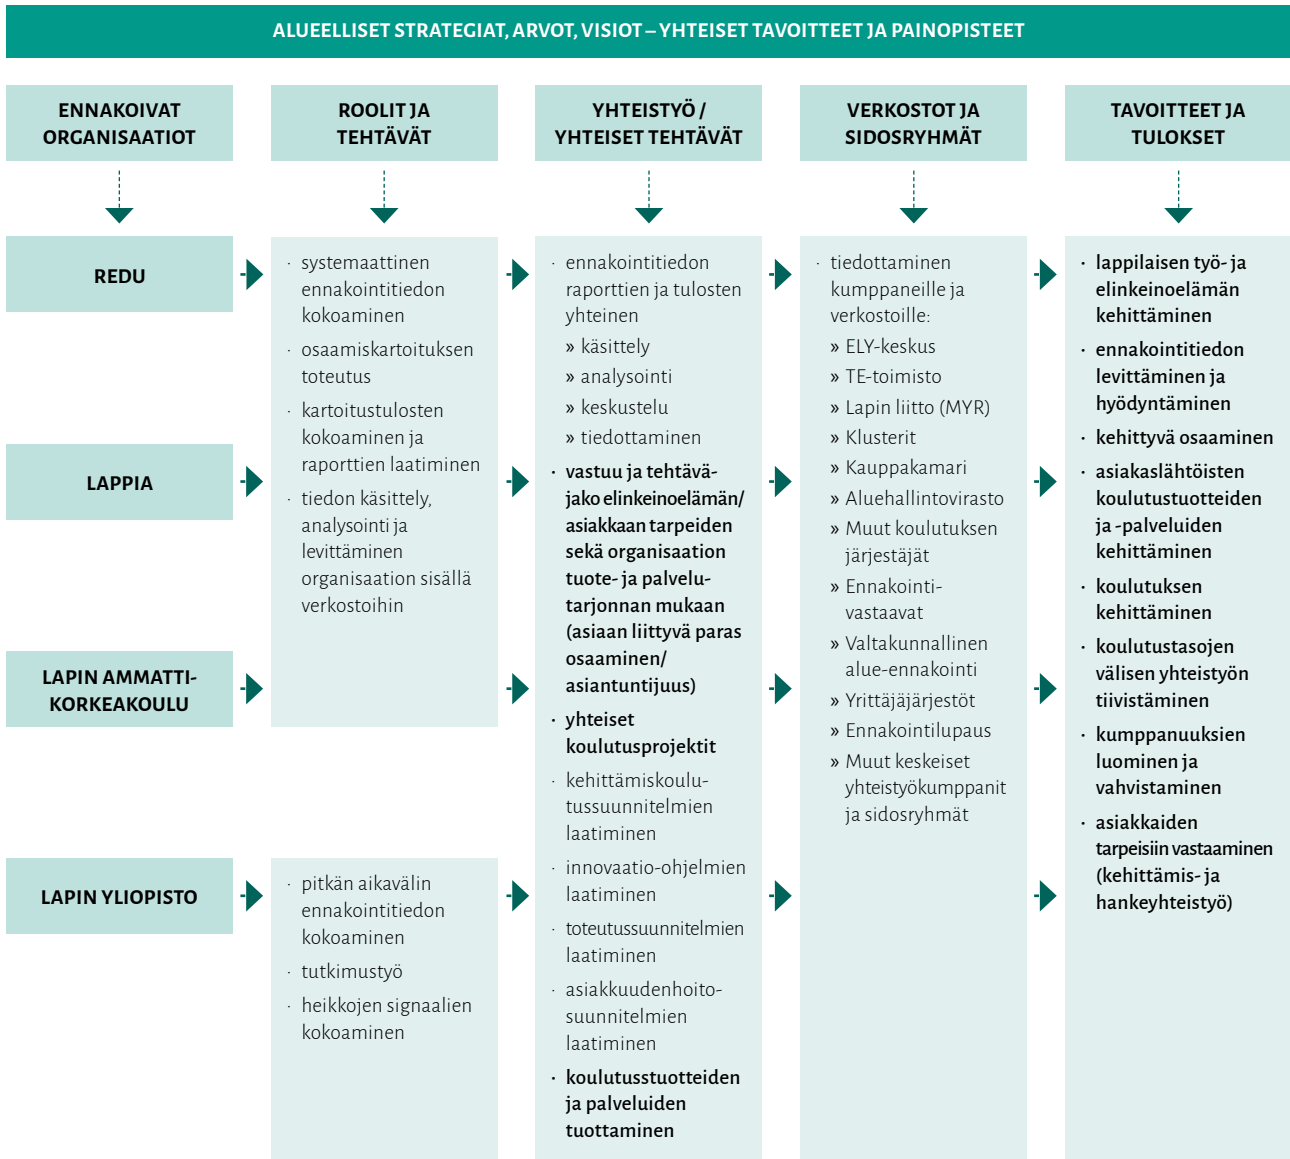 ALUEELLISET STRATEGIAT, ARVOT, VISIOT – YHTEISET TAVOITTEET JA PAINOPISTEET
ENNAKOIVAT
ORGANISAATIOT
REDU
LAPPIA
LAPIN AMMATTI-
KORKEAKOULU
LAPIN YLIOPISTO
ROOLIT JA
TEHTÄVÄT
· systemaattinen
ennakointitiedon
kokoaminen
· osaamiskartoituksen
toteutus
· kartoitustulosten
kokoaminen ja
raporttien laatiminen
· tiedon käsittely,
analysointi ja
levittäminen
organisaation sisällä
verkostoihin
· pitkän aikavälin
ennakointitiedon
kokoaminen
· tutkimustyö
· heikkojen signaalien
kokoaminen
YHTEISTYÖ /
YHTEISET TEHTÄVÄT
· ennakointitiedon
raporttien ja tulosten
yhteinen
» käsittely
» analysointi
» keskustelu
» tiedottaminen
· vastuu ja tehtävä-
jako elinkeinoelämän/
asiakkaan tarpeiden
sekä organisaation
tuote- ja palvelu-
tarjonnan mukaan
(asiaan liittyvä paras
osaaminen/
asiantuntijuus)
· yhteiset
koulutusprojektit
· kehittämiskoulu-
tussuunnitelmien
laatiminen
· innovaatio-ohjelmien
laatiminen
· toteutussuunnitelmien
laatiminen
· asiakkuudenhoito-
suunnitelmien
laatiminen
· koulutusstuotteiden
ja palveluiden
tuottaminen
VERKOSTOT JA
SIDOSRYHMÄT
· tiedottaminen
kumppaneille ja
verkostoille:
» ELY-keskus
» TE-toimisto
» Lapin liitto (MYR)
» Klusterit
» Kauppakamari
» Aluehallintovirasto
» Muut koulutuksen
järjestäjät
» Ennakointi-
vastaavat
» Valtakunnallinen
alue-ennakointi
» Yrittäjäjärjestöt
» Ennakointilupaus
» Muut keskeiset
yhteistyökumppanit
ja sidosryhmät
TAVOITTEET JA
TULOKSET
· lappilaisen työ- ja
elinkeinoelämän
kehittäminen
· ennakointitiedon
levittäminen ja
hyödyntäminen
· kehittyvä osaaminen
· asiakaslähtöisten
koulutustuotteiden
ja -palveluiden
kehittäminen
· koulutuksen
kehittäminen
· koulutustasojen
välisen yhteistyön
tiivistäminen
· kumppanuuksien
luominen ja
vahvistaminen
· asiakkaiden
tarpeisiin vastaaminen
(kehittämis- ja
hankeyhteistyö)